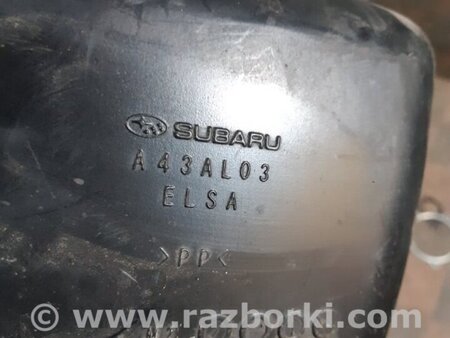 SUBARU
A43AL03
ELSA
>PP<
www.razborki.com